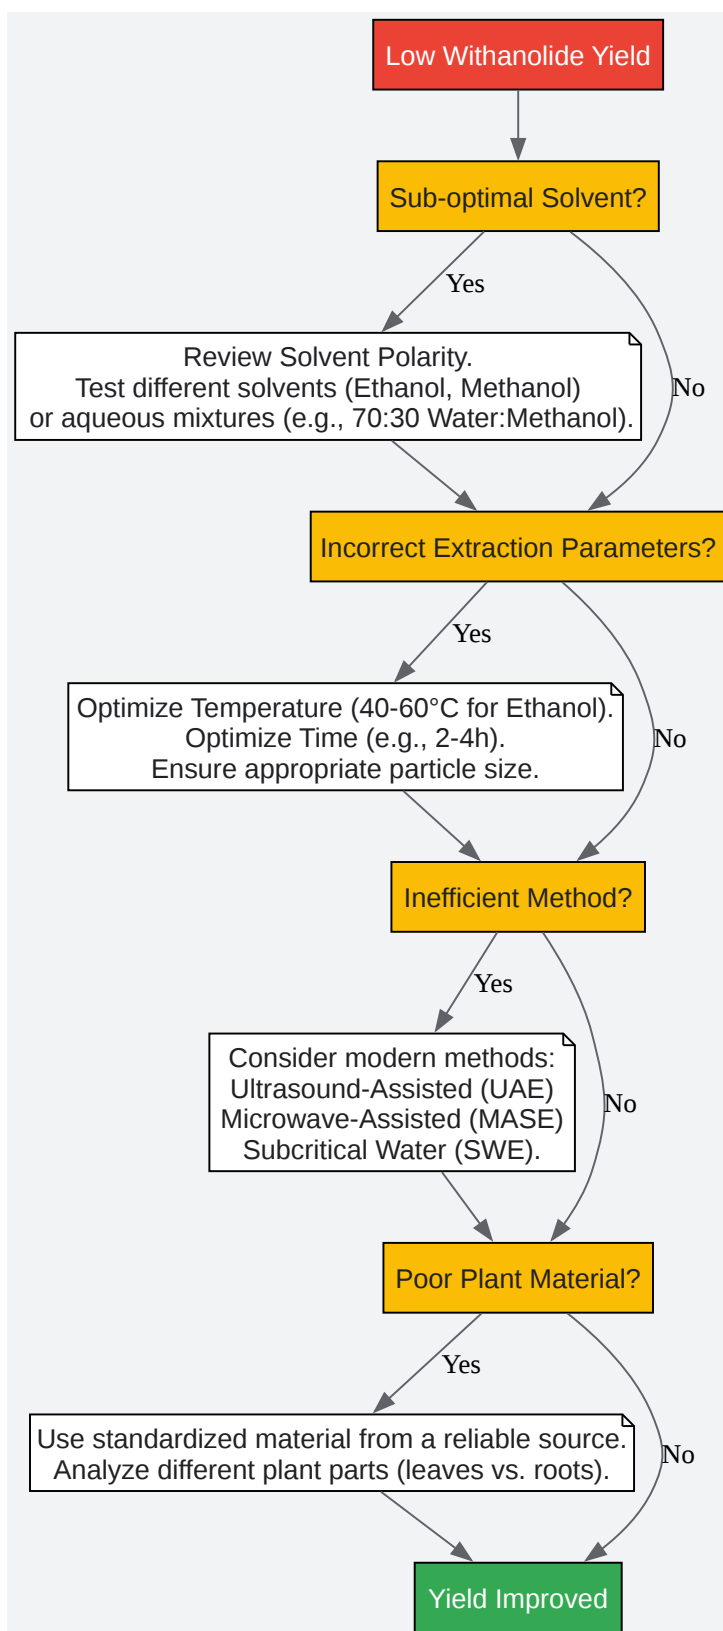 Low Withanolide Yield
Sub-optimal Solvent?
Yes
Review Solvent Polarity.
Test different solvents (Ethanol, Methanol)
or aqueous mixtures (e.g., 70:30 Water:Methanol).
No
Incorrect Extraction Parameters?
Yes
Optimize Temperature (40-60°C for Ethanol).
Optimize Time (e.g., 2-4h).
Ensure appropriate particle size.
No
Inefficient Method?
Yes
Consider modern methods:
Ultrasound-Assisted (UAE)
Microwave-Assisted (MASE)
Subcritical Water (SWE).
No
Poor Plant Material?
Yes
Use standardized material from a reliable source.
Analyze different plant parts (leaves vs. roots).
No
Yield Improved